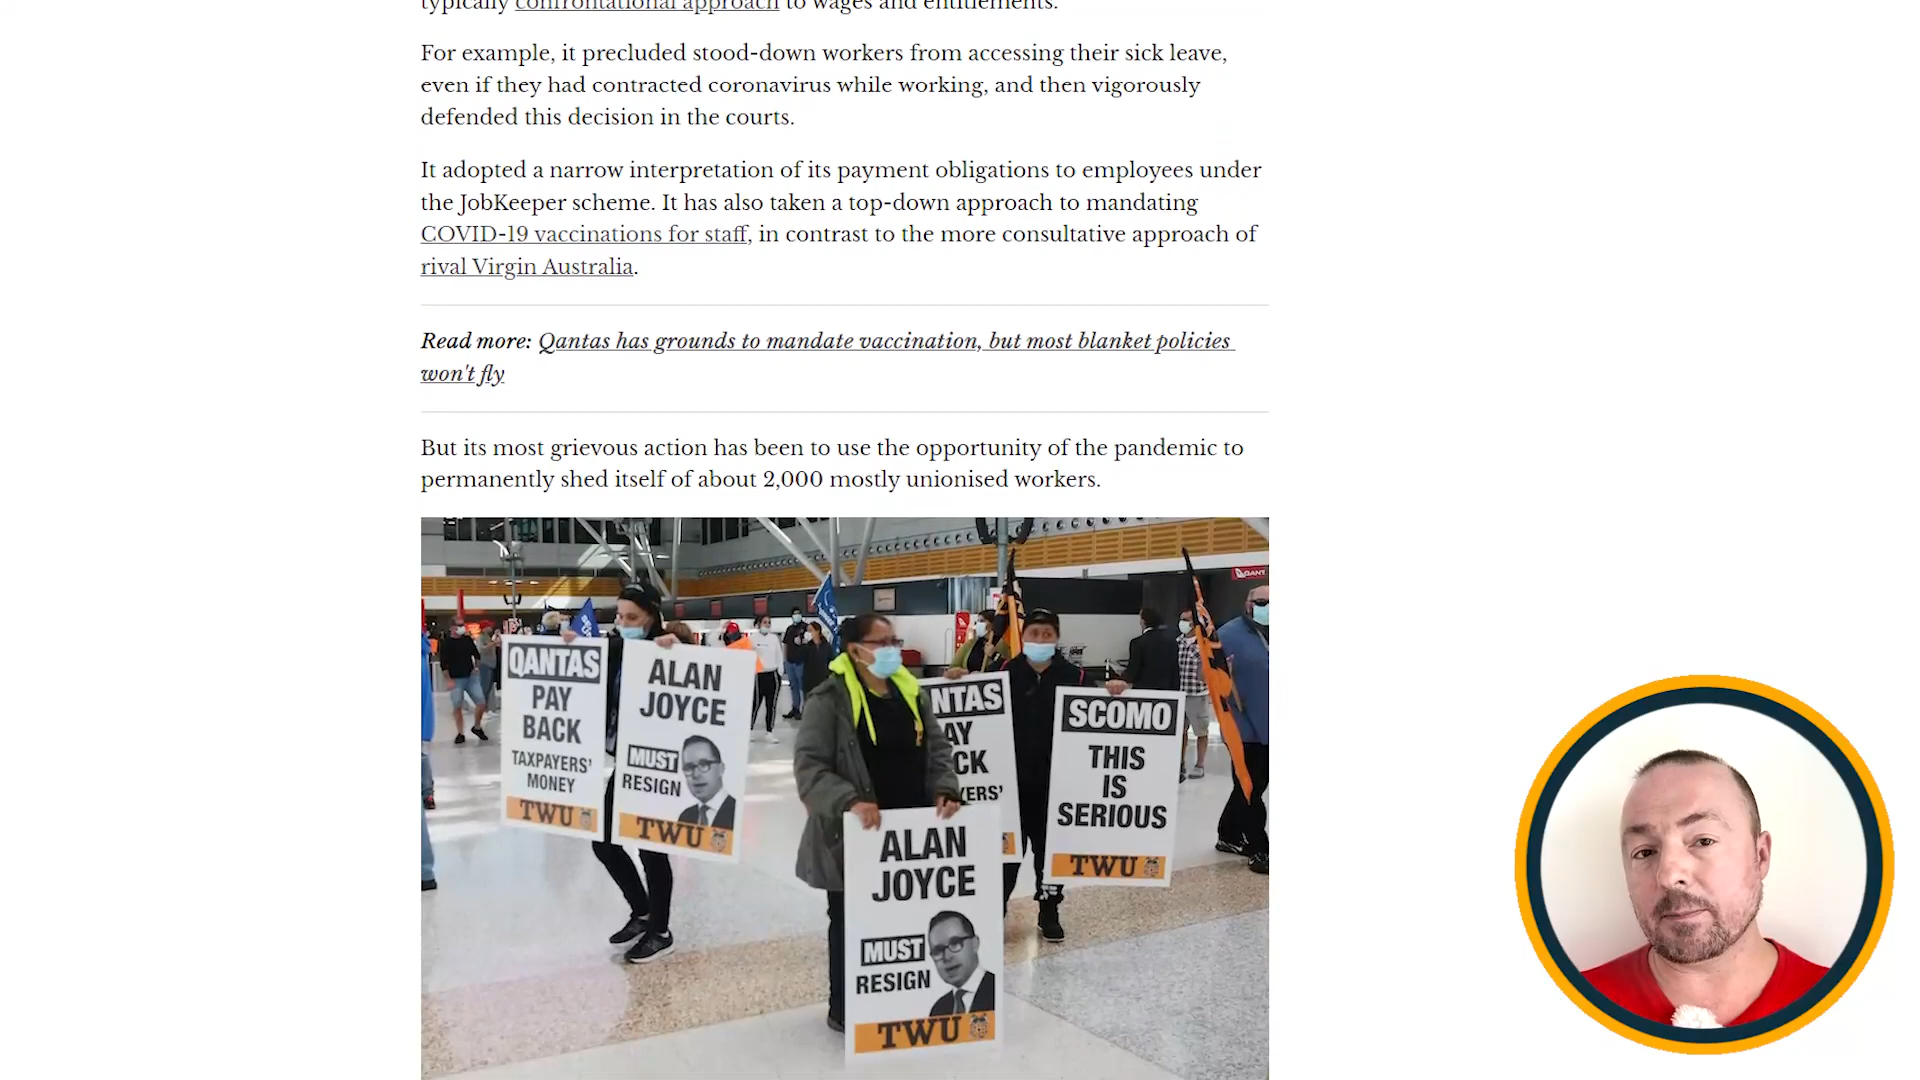 typically confrontational approach to wages and entitlements.
For example, it precluded stood-down workers from accessing their sick leave,
even if they had contracted coronavirus while working, and then vigorously
defended this decision in the courts.
It adopted a narrow interpretation of its payment obligations to employees under
the JobKeeper scheme. It has also taken a top-down approach to mandating
COVID-19 vaccinations for staff, in contrast to the more consultative approach of
rival Virgin Australia.
Read more: Qantas has grounds to mandate vaccination, but most blanket policies
won't fly
But its most grievous action has been to use the opportunity of the pandemic to
permanently shed itself of about 2,000 mostly unionised workers.
QANTAS
PAY
BACK
TAXPAYERS'
MONEY
TWU
ALAN
JOYCE
MUST
RESIGN
TWU
ALAN
JOYCE
MUST
RESIGN
TWU
NTAS
AY
CK
YERS'
SCOMO
THIS
IS
SERIOUS
TWU